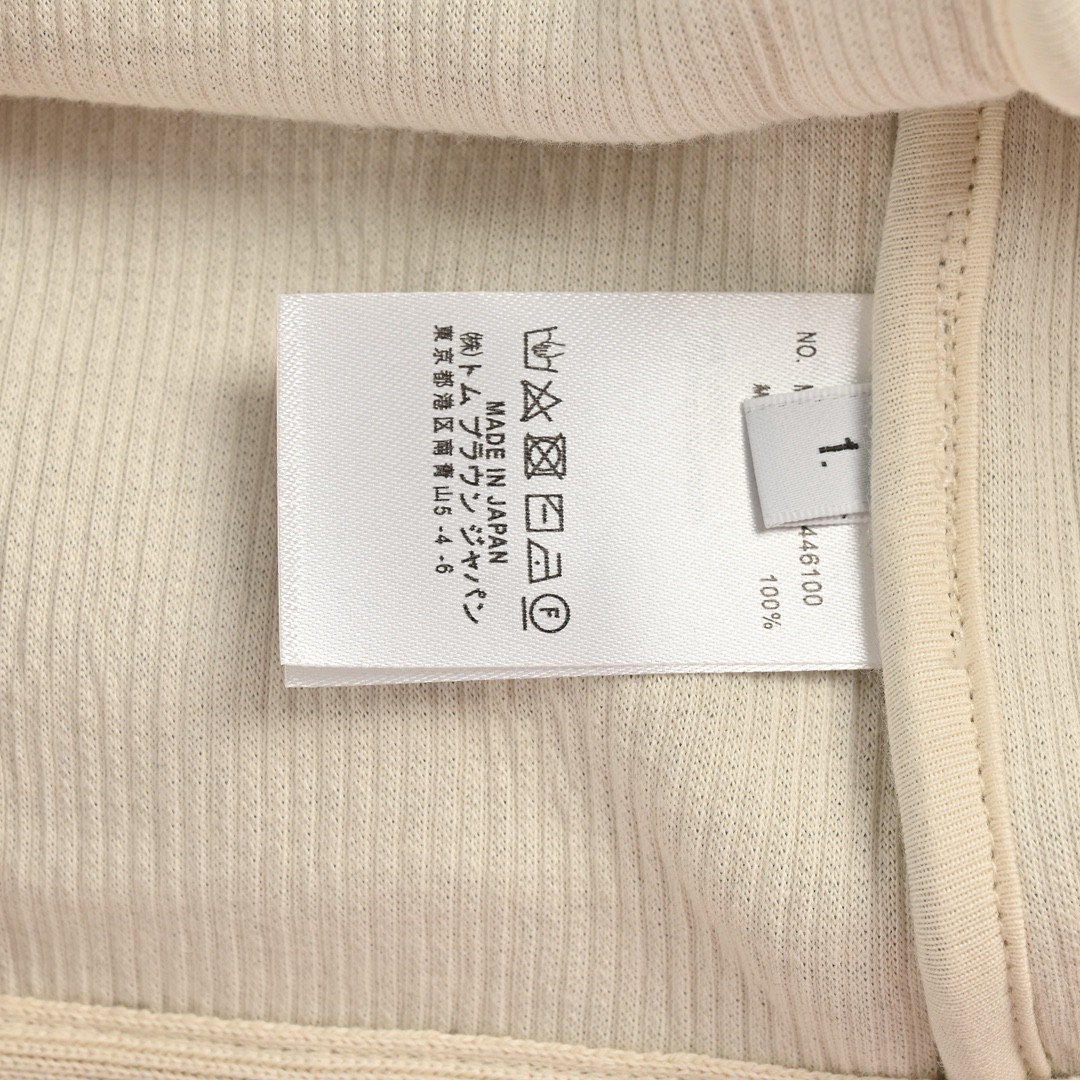 NO.
446100
100%
1.
F
MADE IN JAPAN
㈱トム ブラウン ジャパン
東京都港区南青山5-4-6